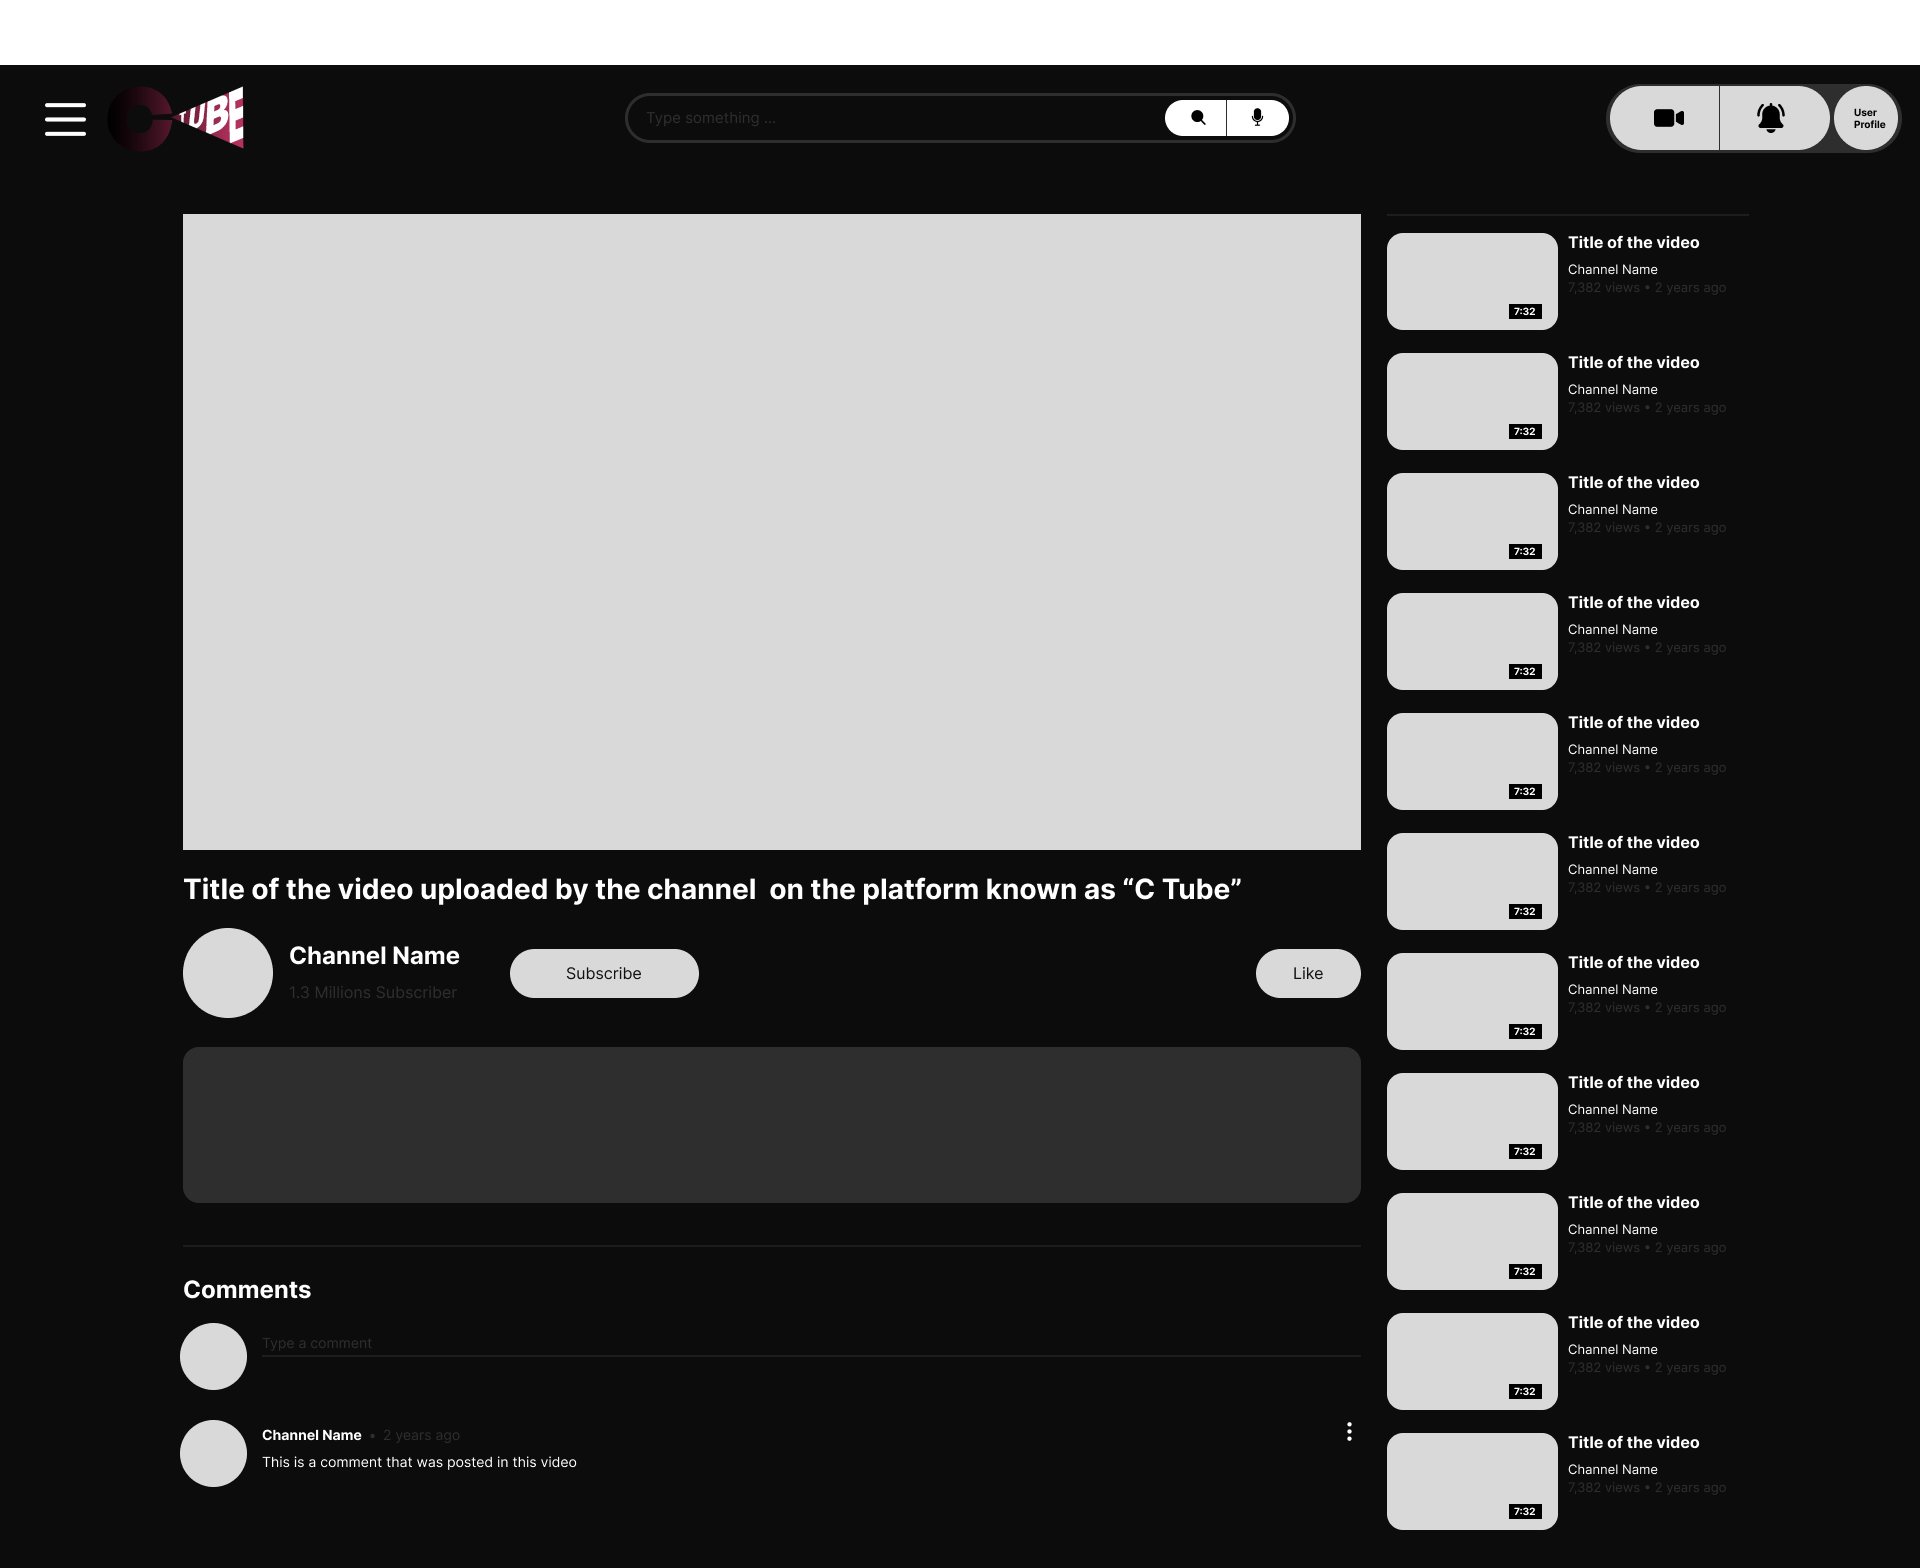 C TUBE
Type something ...
User
Profile
Title of the video uploaded by the channel  on the platform known as “C Tube”
Channel Name
1.3 Millions Subscriber
Subscribe
Like
Comments
Type a comment
Channel Name • 2 years ago
This is a comment that was posted in this video
Title of the video
Channel Name
7,382 views • 2 years ago
7:32
Title of the video
Channel Name
7,382 views • 2 years ago
7:32
Title of the video
Channel Name
7,382 views • 2 years ago
7:32
Title of the video
Channel Name
7,382 views • 2 years ago
7:32
Title of the video
Channel Name
7,382 views • 2 years ago
7:32
Title of the video
Channel Name
7,382 views • 2 years ago
7:32
Title of the video
Channel Name
7,382 views • 2 years ago
7:32
Title of the video
Channel Name
7,382 views • 2 years ago
7:32
Title of the video
Channel Name
7,382 views • 2 years ago
7:32
Title of the video
Channel Name
7,382 views • 2 years ago
7:32
Title of the video
Channel Name
7,382 views • 2 years ago
7:32